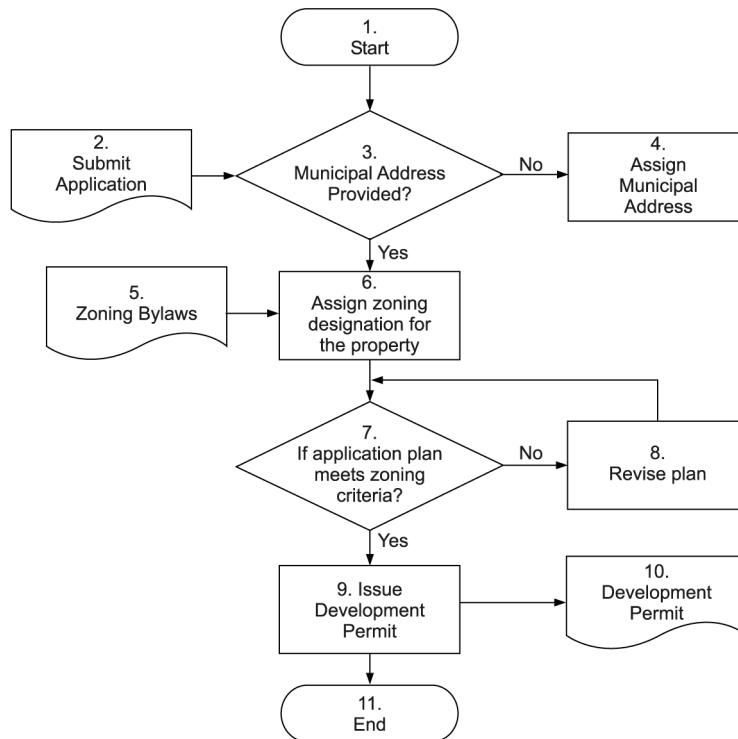 1.
Start
2.
Submit
Application
3.
Municipal Address
Provided?
No
4.
Assign
Municipal
Address
Yes
5.
Zoning Bylaws
6.
Assign zoning
designation for
the property
7.
If application plan
meets zoning
criteria?
No
8.
Revise plan
Yes
9. Issue
Development
Permit
10.
Development
Permit
11.
End